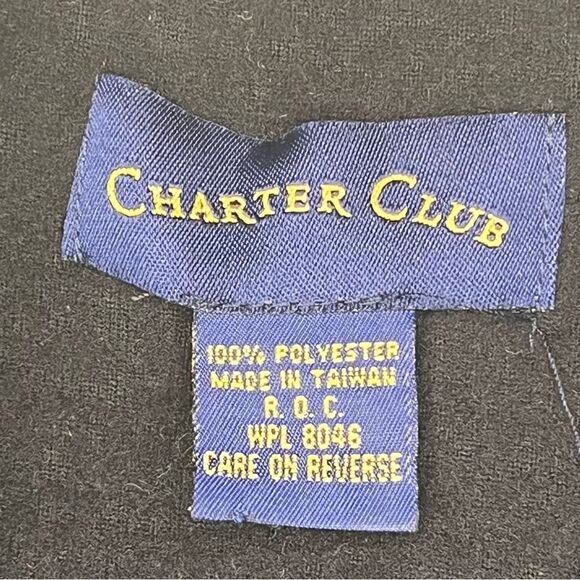 CHARTER CLUB
100% POLYESTER
MADE IN TAIWAN
R. O. C.
WPL 8046
CARE ON REVERSE